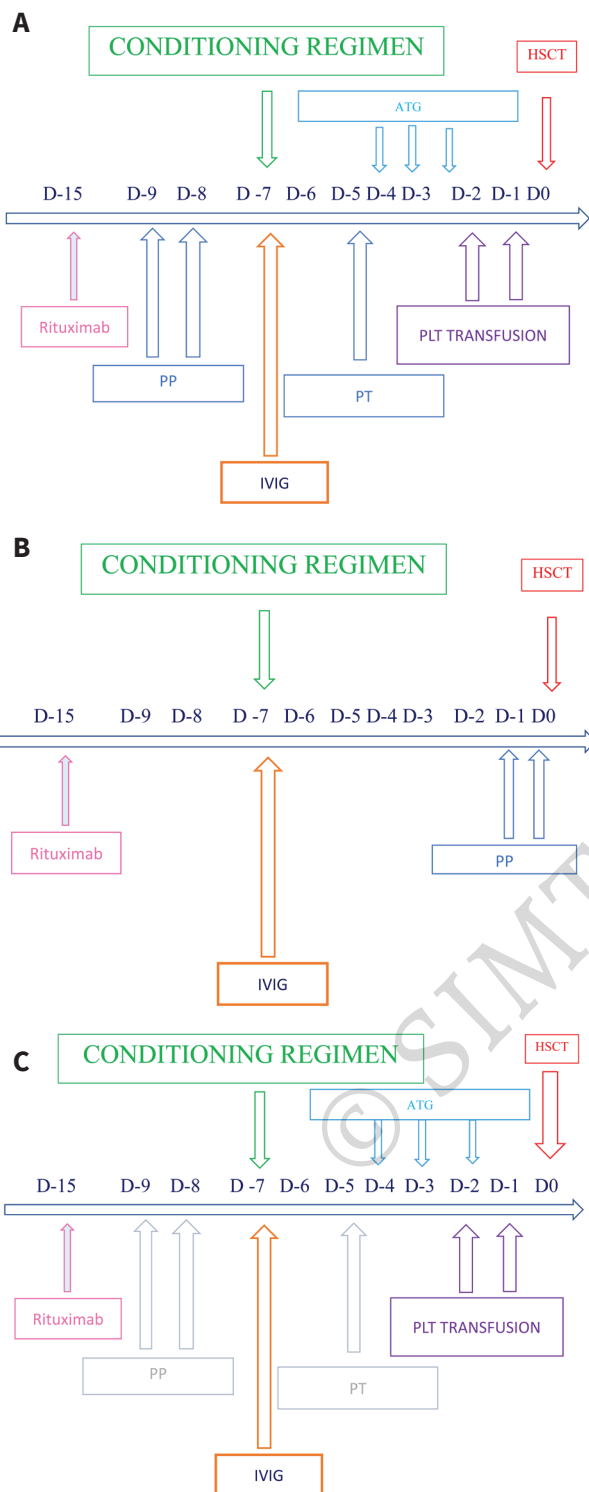 A
CONDITIONING REGIMEN
HSCT
ATG
D-15 D-9 D-8 D -7 D-6 D-5 D-4 D-3 D-2 D-1 D0
Rituximab
PLT TRANSFUSION
PP
PT
IVIG
B
CONDITIONING REGIMEN
HSCT
D-15 D-9 D-8 D -7 D-6 D-5 D-4 D-3 D-2 D-1 D0
Rituximab
PP
IVIG
© SIMT
C
CONDITIONING REGIMEN
HSCT
ATG
D-15 D-9 D-8 D -7 D-6 D-5 D-4 D-3 D-2 D-1 D0
Rituximab
PLT TRANSFUSION
PP
PT
IVIG